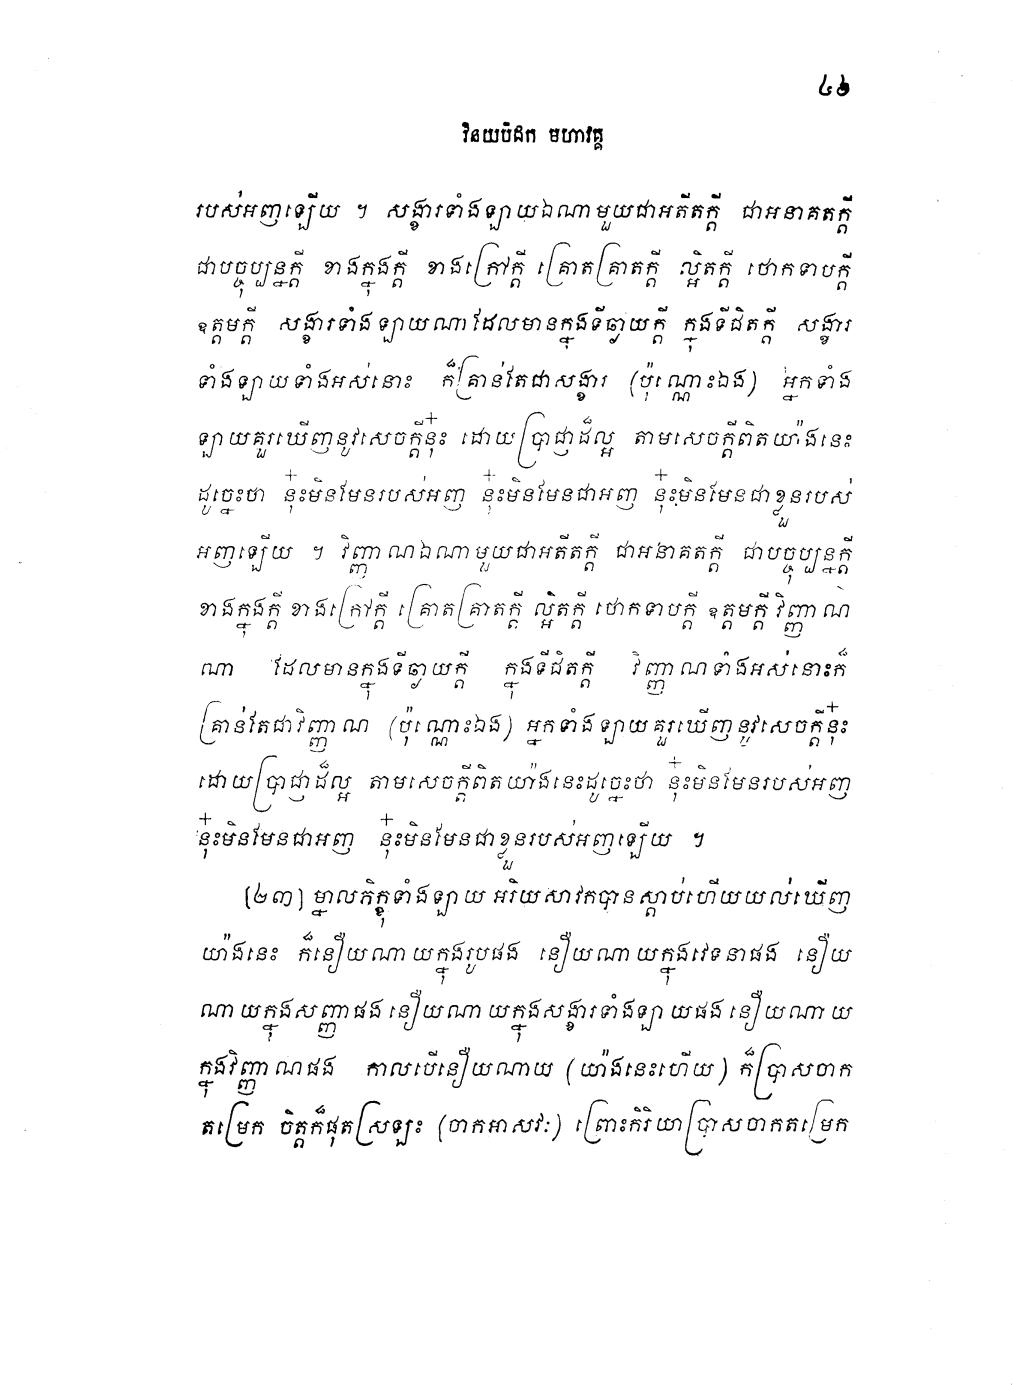 ៤៦
វិនយបិដក មហាវគ្គ
របស់អញឡើយ ។ សង្ខារទាំងឡាយឯណាមួយជាអតីតក្តី ជាអនាគតក្តី
ជាបច្ចុប្បន្នក្តី ខាងក្នុងក្តី ខាងក្រៅក្តី គ្រោតគ្រាតក្តី ល្អិតក្តី ថោកទាបក្តី
ឧត្តមក្តី សង្ខារទាំងឡាយណាដែលមានក្នុងទីឆ្ងាយក្តី ក្នុងទីជិតក្តី សង្ខារ
ទាំងឡាយទាំងអស់នោះ ក៏គ្រាន់តែជាសង្ខារ (ប៉ុណ្ណោះឯង) អ្នកទាំង
ឡាយគួរឃើញនូវសេចក្តីនុ៎ះ ដោយប្រាជ្ញាដ៏ល្អ តាមសេចក្តីពិតយ៉ាងនេះ
ដូច្នេះថា នុ៎ះមិនមែនរបស់អញ នុ៎ះមិនមែនជាអញ នុ៎ះមិនមែនជាខ្លួនរបស់
អញឡើយ ។ វិញ្ញាណឯណាមួយជាអតីតក្តី ជាអនាគតក្តី ជាបច្ចុប្បន្នក្តី
ខាងក្នុងក្តី ខាងក្រៅក្តី គ្រោតគ្រាតក្តី ល្អិតក្តី ថោកទាបក្តី ឧត្តមក្តី វិញ្ញាណ
ណា ដែលមានក្នុងទីឆ្ងាយក្តី ក្នុងទីជិតក្តី វិញ្ញាណទាំងអស់នោះក៏
គ្រាន់តែជាវិញ្ញាណ (ប៉ុណ្ណោះឯង) អ្នកទាំងឡាយគួរឃើញនូវសេចក្តីនុ៎ះ
ដោយប្រាជ្ញាដ៏ល្អ តាមសេចក្តីពិតយ៉ាងនេះដូច្នេះថា នុ៎ះមិនមែនរបស់អញ
នុ៎ះមិនមែនជាអញ នុ៎ះមិនមែនជាខ្លួនរបស់អញឡើយ ។
[២៣] ម្នាលភិក្ខុទាំងឡាយ អរិយសាវកបានស្តាប់ហើយយល់ឃើញ
យ៉ាងនេះ ក៏នឿយណាយក្នុងរូបផង នឿយណាយក្នុងវេទនាផង នឿយ
ណាយក្នុងសញ្ញាផង នឿយណាយក្នុងសង្ខារទាំងឡាយផង នឿយណាយ
ក្នុងវិញ្ញាណផង កាលបើនឿយណាយ (យ៉ាងនេះហើយ) ក៏ប្រាសចាក
តម្រេក ចិត្តក៏ផុតស្រឡះ (ចាកអាសវៈ) ព្រោះកិរិយាប្រាសចាកតម្រេក